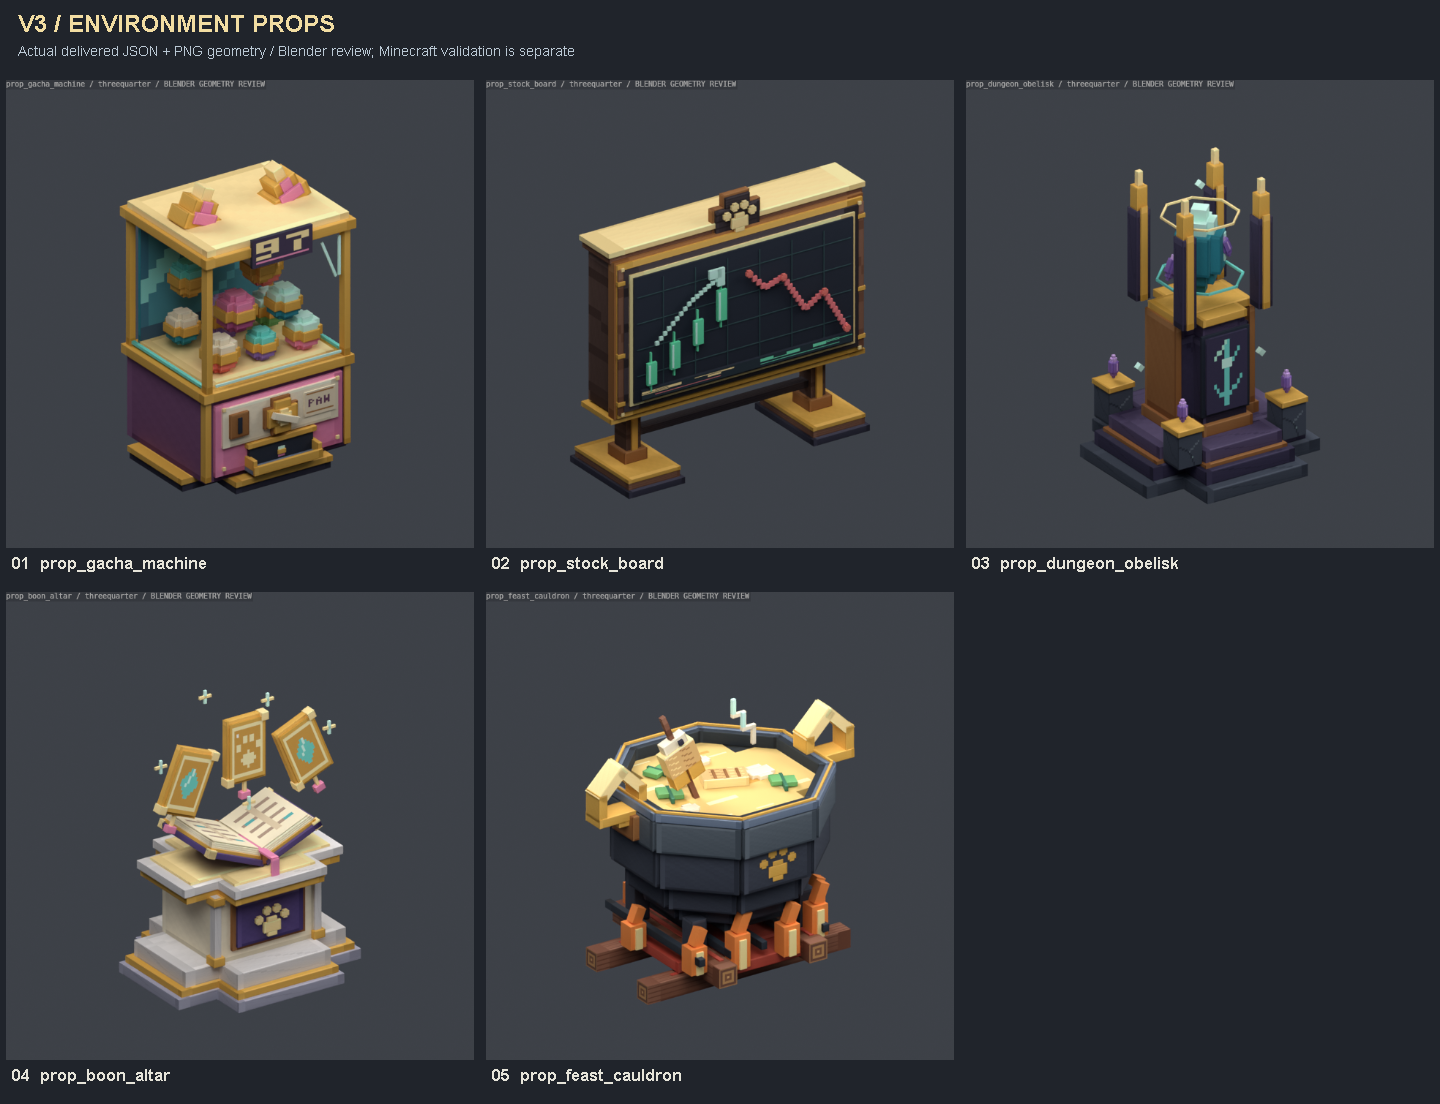 V3 / ENVIRONMENT PROPS
Actual delivered JSON + PNG geometry / Blender review; Minecraft validation is separate
prop_gacha_machine / threequarter / BLENDER GEOMETRY REVIEW
prop_stock_board / threequarter / BLENDER GEOMETRY REVIEW
prop_dungeon_obelisk / threequarter / BLENDER GEOMETRY REVIEW
97
PAW
01 prop_gacha_machine
02 prop_stock_board
03 prop_dungeon_obelisk
prop_boon_altar / threequarter / BLENDER GEOMETRY REVIEW
prop_feast_cauldron / threequarter / BLENDER GEOMETRY REVIEW
04 prop_boon_altar
05 prop_feast_cauldron